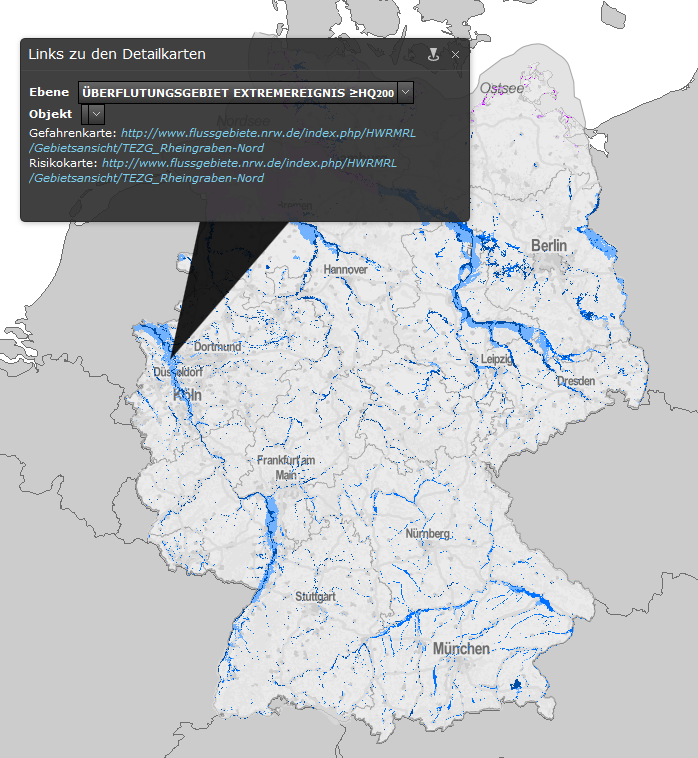 Links zu den Detailkarten
Ebene ÜBERFLUTUNGSGEBIET EXTREMEREIGNIS ≥HQ200
Objekt
Gefahrenkarte: http://www.flussgebiete.nrw.de/index.php/HWRMRL
/Gebietsansicht/TEZG_Rheingraben-Nord
Risikokarte: http://www.flussgebiete.nrw.de/index.php/HWRMRL
/Gebietsansicht/TEZG_Rheingraben-Nord
Ostsee
Nordsee
Bremen
Berlin
Hannover
Dortmund
Leipzig
Düsseldorf
Dresden
Köln
Frankfurt am
Main
Nürnberg
Stuttgart
München